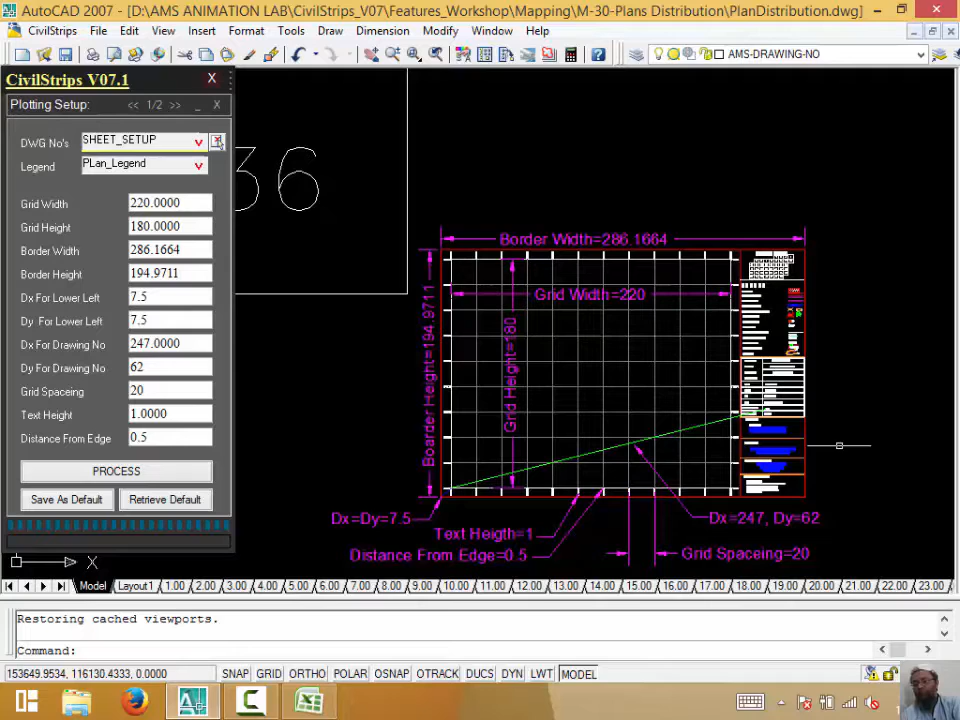 AutoCAD 2007 - [D:\AMS ANIMATION LAB\CivilStrips_V07\Features_Workshop\Mapping\M-30-Plans Distribution\PlanDistribution.dwg]
CivilStrips File Edit View Insert Format Tools Draw Dimension Modify Window Help
AMS-DRAWING-NO
CivilStrips V07.1 X
Plotting Setup: << 1/2 >> _ X
DWG No's SHEET_SETUP
Legend PLan_Legend
Grid Width 220.0000
Grid Height 180.0000
Border Width 286.1664
Border Height 194.9711
Dx For Lower Left 7.5
Dy For Lower Left 7.5
Dx For Drawing No 247.0000
Dy For Drawing No 62
Grid Spaceing 20
Text Height 1.0000
Distance From Edge 0.5
PROCESS
Save As Default Retrieve Default
X
36
Border Width=286.1664
Grid Width=220
Boarder Height=194.9711
Grid Height=180
Dx=Dy=7.5
Text Heigth=1
Distance From Edge=0.5
Dx=247, Dy=62
Grid Spaceing=20
Model Layout1 1.00 2.00 3.00 4.00 5.00 6.00 7.00 8.00 9.00 10.00 11.00 12.00 13.00 14.00 15.00 16.00 17.00 18.00 19.00 20.00 21.00 22.00 23.00
Restoring cached viewports.
Command:
153649.9534, 116130.4333, 0.0000 SNAP GRID ORTHO POLAR OSNAP OTRACK DUCS DYN LWT MODEL